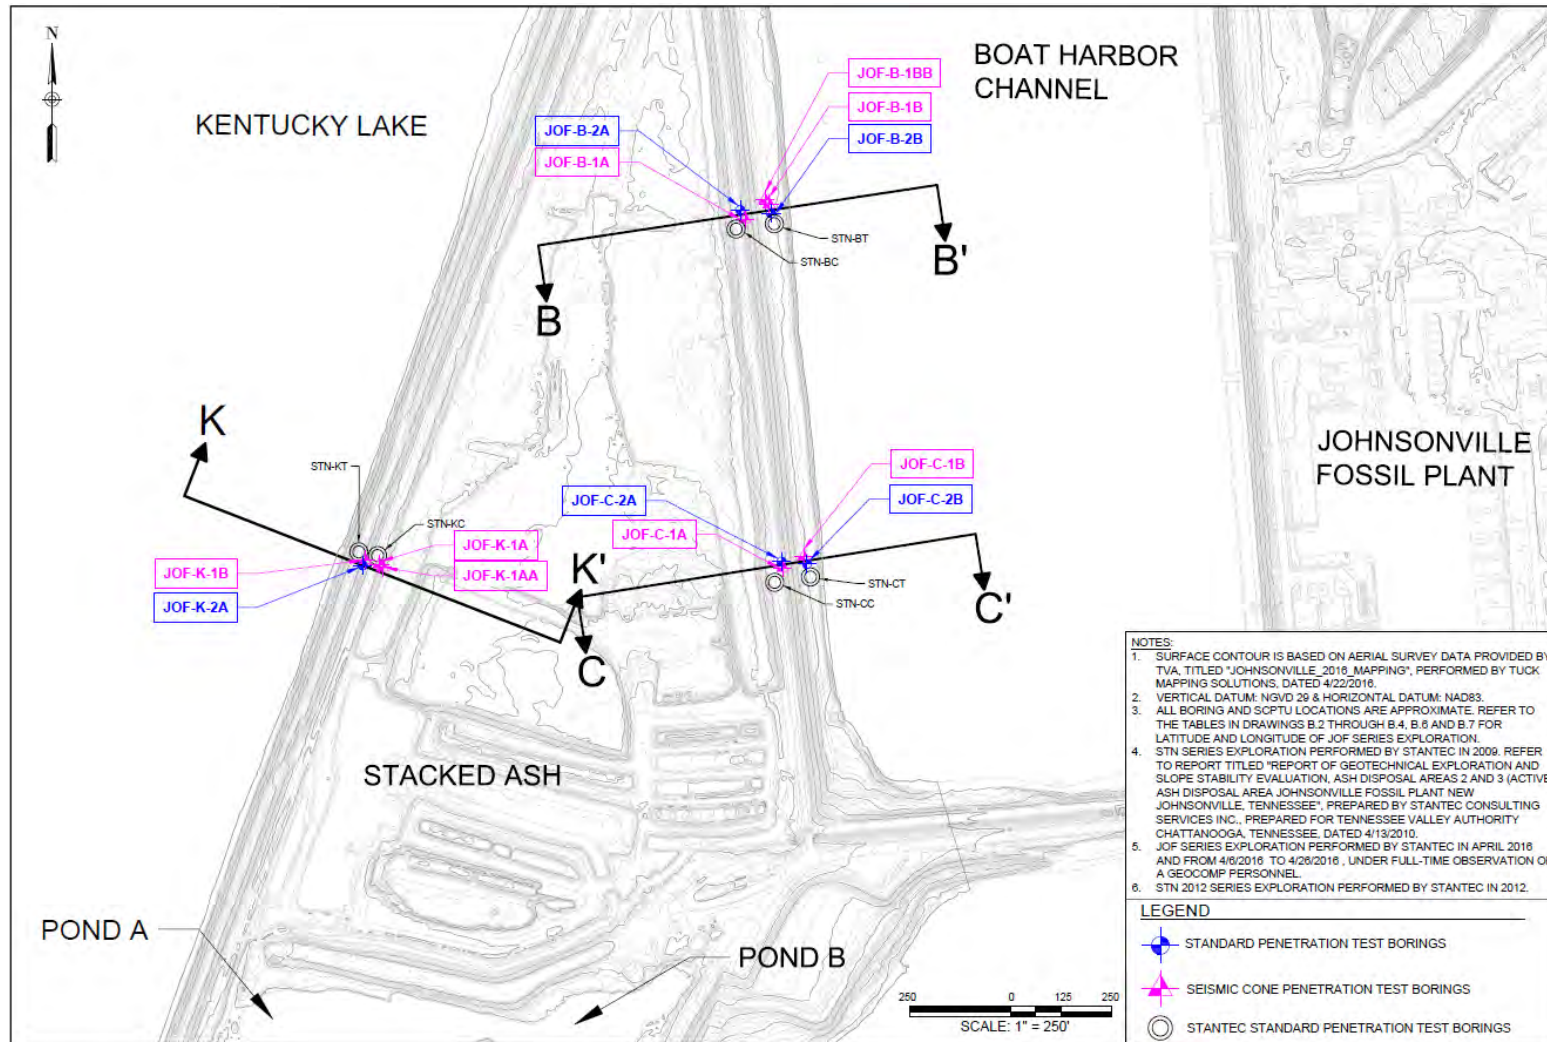 N
KENTUCKY LAKE
BOAT HARBOR
CHANNEL
JOF-B-1BB
JOF-B-1B
JOF-B-2A
JOF-B-2B
JOF-B-1A
STN-BT
STN-BC
B'
B
K
JOHNSONVILLE
FOSSIL PLANT
STN-KT
JOF-C-1B
JOF-C-2A
JOF-C-2B
STN-KC
JOF-C-1A
JOF-K-1A
JOF-K-1B
JOF-K-1AA
K'
STN-CT
JOF-K-2A
STN-CC
C'
C
STACKED ASH
POND A
POND B
250 0 125 250
SCALE: 1" = 250'
NOTES:
1. SURFACE CONTOUR IS BASED ON AERIAL SURVEY DATA PROVIDED BY
TVA, TITLED "JOHNSONVILLE_2016_MAPPING", PERFORMED BY TUCK
MAPPING SOLUTIONS, DATED 4/22/2016.
2. VERTICAL DATUM: NGVD 29 & HORIZONTAL DATUM: NAD83.
3. ALL BORING AND SCPTU LOCATIONS ARE APPROXIMATE. REFER TO
THE TABLES IN DRAWINGS B.2 THROUGH B.4, B.6 AND B.7 FOR
LATITUDE AND LONGITUDE OF JOF SERIES EXPLORATION.
4. STN SERIES EXPLORATION PERFORMED BY STANTEC IN 2009. REFER
TO REPORT TITLED "REPORT OF GEOTECHNICAL EXPLORATION AND
SLOPE STABILITY EVALUATION, ASH DISPOSAL AREAS 2 AND 3 (ACTIVE
ASH DISPOSAL AREA JOHNSONVILLE FOSSIL PLANT NEW
JOHNSONVILLE, TENNESSEE", PREPARED BY STANTEC CONSULTING
SERVICES INC., PREPARED FOR TENNESSEE VALLEY AUTHORITY
CHATTANOOGA, TENNESSEE, DATED 4/13/2010.
5. JOF SERIES EXPLORATION PERFORMED BY STANTEC IN APRIL 2016
AND FROM 4/6/2016 TO 4/26/2016 , UNDER FULL-TIME OBSERVATION O
A GEOCOMP PERSONNEL.
6. STN 2012 SERIES EXPLORATION PERFORMED BY STANTEC IN 2012.
LEGEND
STANDARD PENETRATION TEST BORINGS
SEISMIC CONE PENETRATION TEST BORINGS
STANTEC STANDARD PENETRATION TEST BORINGS